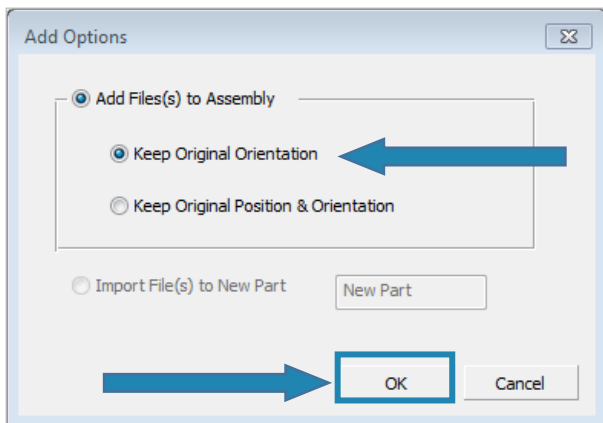 Add Options
Add Files(s) to Assembly
Keep Original Orientation
Keep Original Position & Orientation
Import File(s) to New Part New Part
OK Cancel